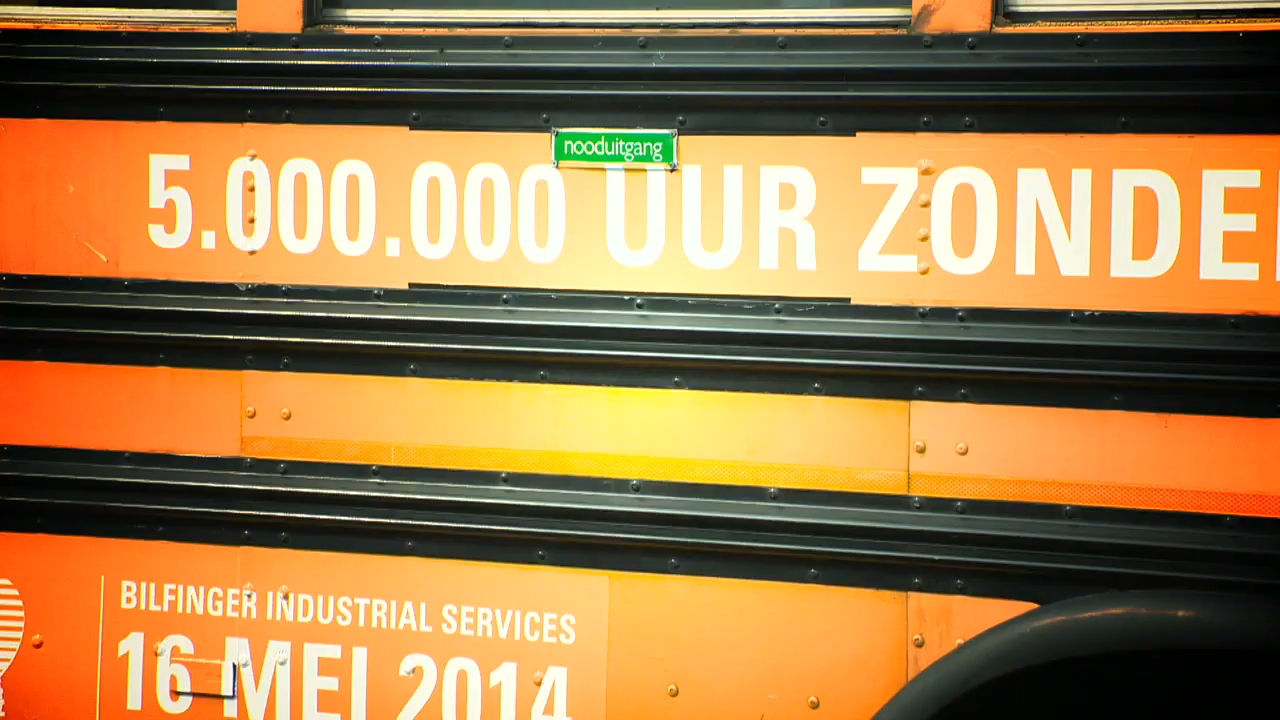 nooduitgang
5.000.000 UUR ZONDE
BILFINGER INDUSTRIAL SERVICES
16 MEI 2014